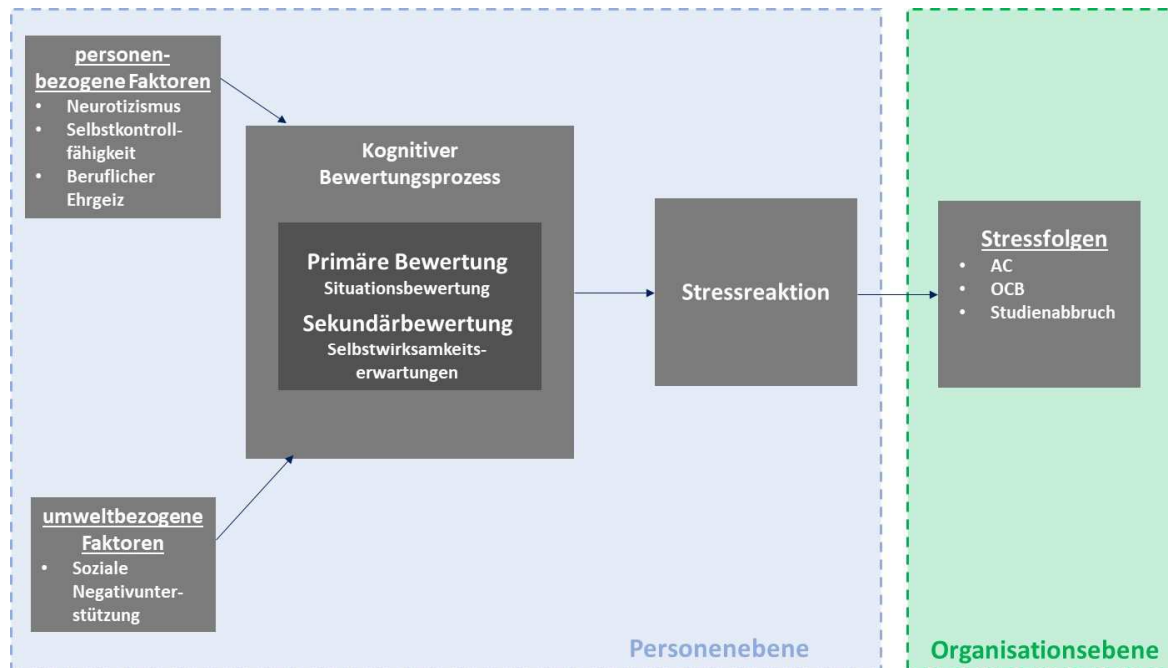 personen-
bezogene Faktoren
• Neurotizismus
• Selbstkontroll-
fähigkeit
• Beruflicher
Ehrgeiz
Kognitiver
Bewertungsprozess
Primäre Bewertung
Situationsbewertung
Sekundärbewertung
Selbstwirksamkeits-
erwartungen
Stressreaktion
Stressfolgen
• AC
• OCB
• Studienabbruch
umweltbezogene
Faktoren
• Soziale
Negativunter-
stützung
Personenebene
Organisationsebene